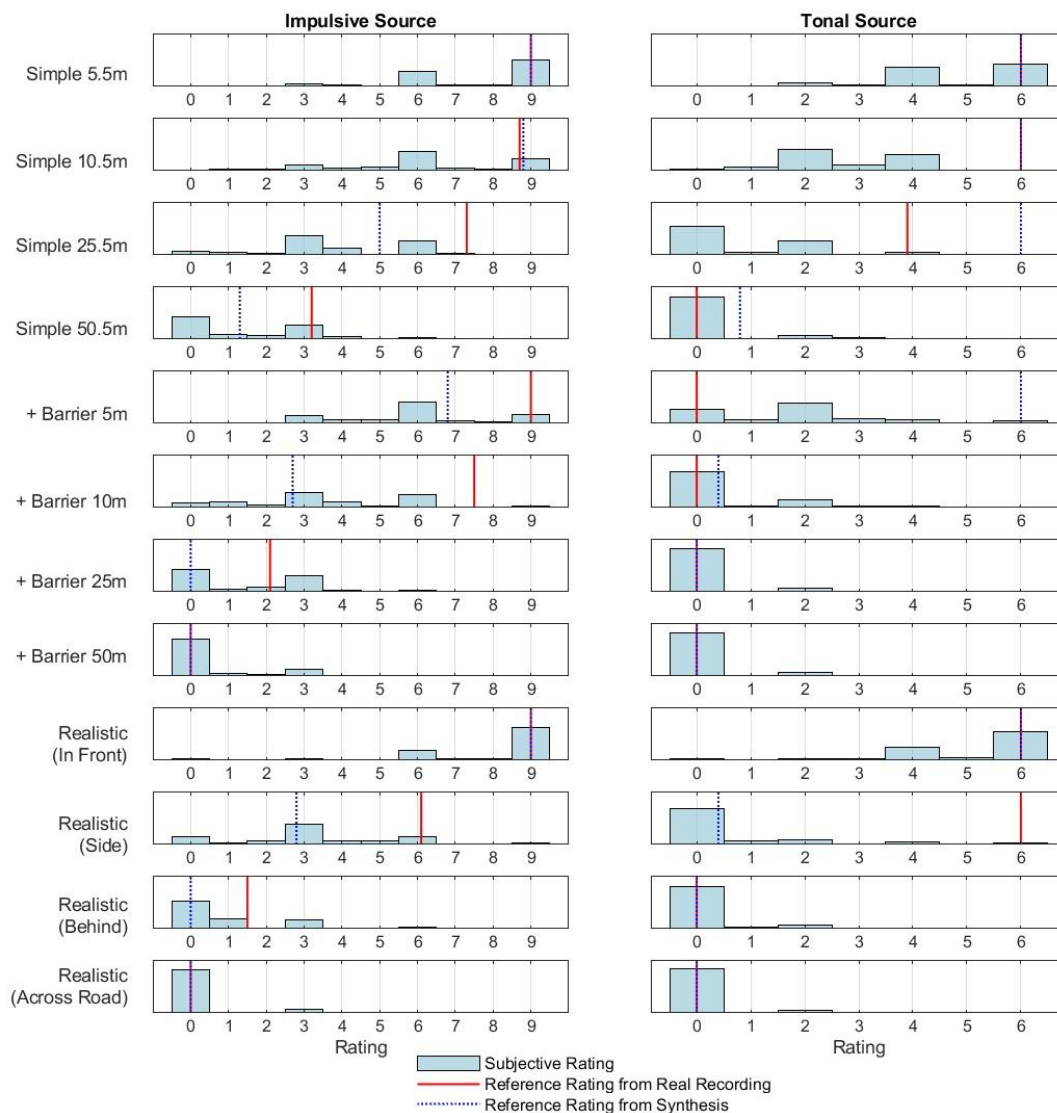 Impulsive Source
Tonal Source
Simple 5.5m
0 1 2 3 4 5 6 7 8 9
0 1 2 3 4 5 6
Simple 10.5m
0 1 2 3 4 5 6 7 8 9
0 1 2 3 4 5 6
Simple 25.5m
0 1 2 3 4 5 6 7 8 9
0 1 2 3 4 5 6
Simple 50.5m
0 1 2 3 4 5 6 7 8 9
0 1 2 3 4 5 6
+ Barrier 5m
0 1 2 3 4 5 6 7 8 9
0 1 2 3 4 5 6
+ Barrier 10m
0 1 2 3 4 5 6 7 8 9
0 1 2 3 4 5 6
+ Barrier 25m
0 1 2 3 4 5 6 7 8 9
0 1 2 3 4 5 6
+ Barrier 50m
0 1 2 3 4 5 6 7 8 9
0 1 2 3 4 5 6
Realistic
(In Front)
0 1 2 3 4 5 6 7 8 9
0 1 2 3 4 5 6
Realistic
(Side)
0 1 2 3 4 5 6 7 8 9
0 1 2 3 4 5 6
Realistic
(Behind)
0 1 2 3 4 5 6 7 8 9
0 1 2 3 4 5 6
Realistic
(Across Road)
0 1 2 3 4 5 6 7 8 9
0 1 2 3 4 5 6
Rating
Rating
Subjective Rating
Reference Rating from Real Recording
Reference Rating from Synthesis